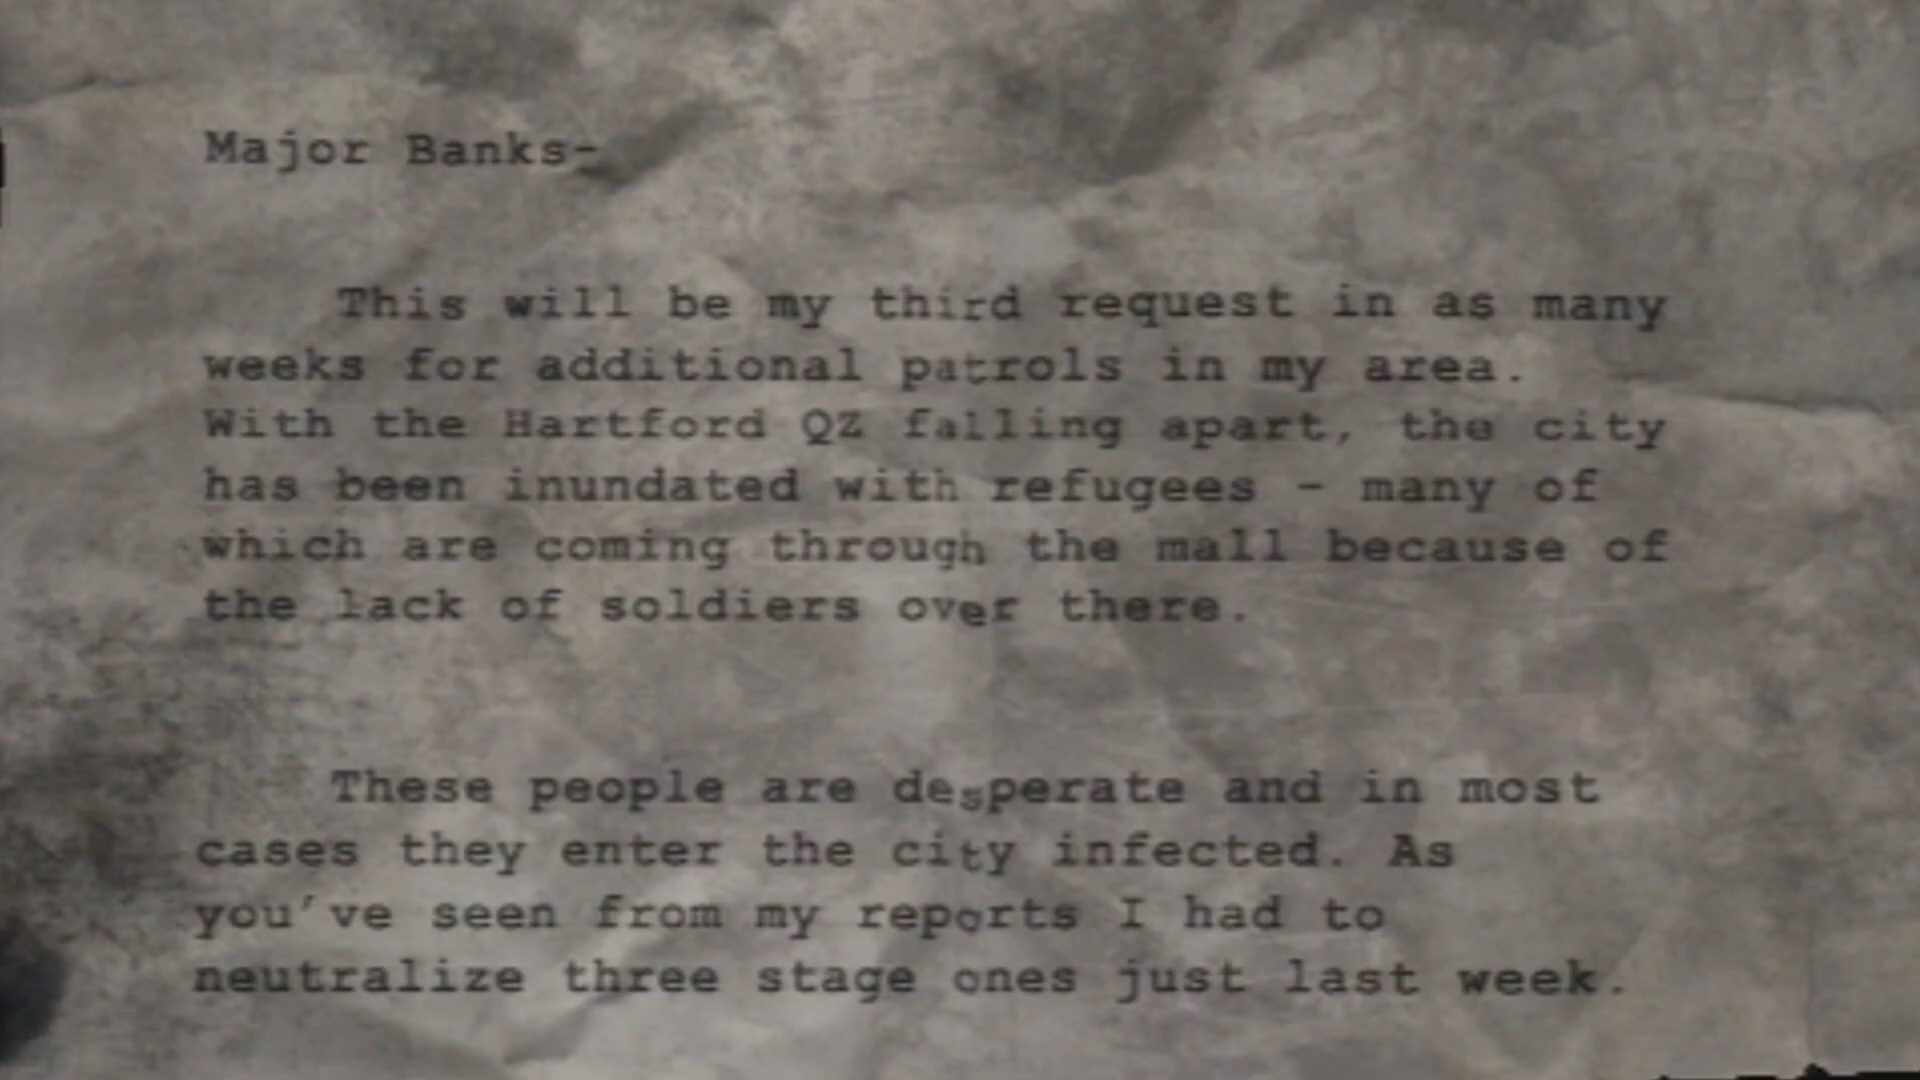 Major Banks-
This will be my third request in as many
weeks for additional patrols in my area.
With the Hartford QZ falling apart, the city
has been inundated with refugees - many of
which are coming through the mall because of
the lack of soldiers over there.
These people are desperate and in most
cases they enter the city infected. As
you've seen from my reports I had to
neutralize three stage ones just last week.